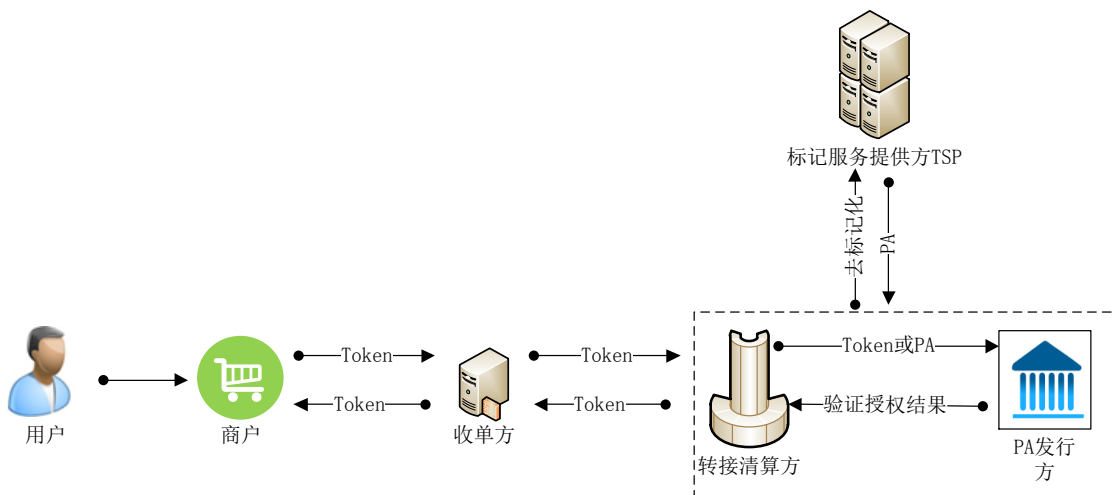 标记服务提供方TSP
去标记化
PA
Token
Token
Token或PA
Token
Token
验证授权结果
用户
商户
收单方
转接清算方
PA发行
方